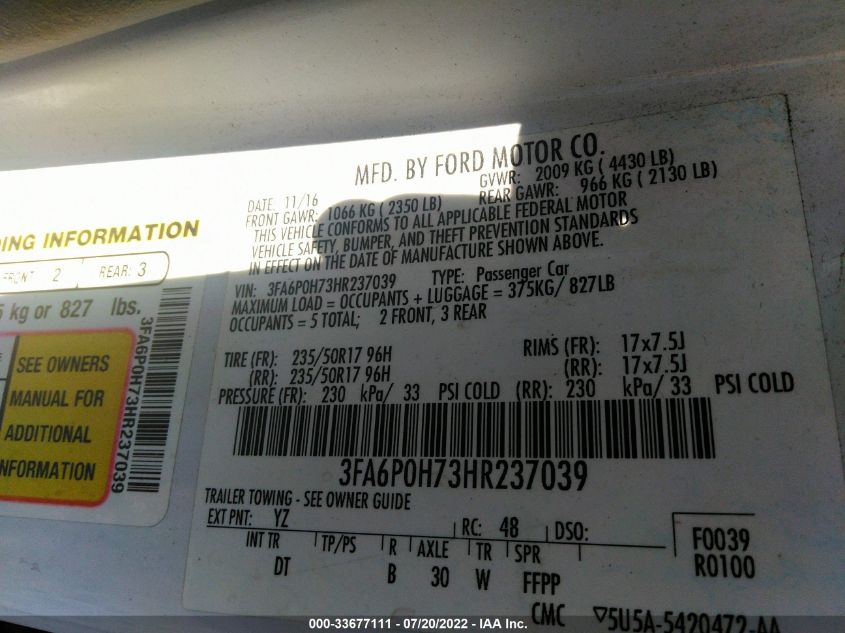 MFD. BY FORD MOTOR CO.
DATE: 11/16 GVWR: 2009 KG ( 4430 LB)
FRONT GAWR: 1066 KG ( 2350 LB) REAR GAWR: 966 KG ( 2130 LB)
THIS VEHICLE CONFORMS TO ALL APPLICABLE FEDERAL MOTOR
VEHICLE SAFETY, BUMPER, AND THEFT PREVENTION STANDARDS
IN EFFECT ON THE DATE OF MANUFACTURE SHOWN ABOVE.
VIN: 3FA6P0H73HR237039 TYPE: Passenger Car
MAXIMUM LOAD = OCCUPANTS + LUGGAGE = 375KG/ 827LB
OCCUPANTS = 5 TOTAL; 2 FRONT, 3 REAR
TIRE (FR): 235/50R17 96H RIMS (FR): 17x7.5J
(RR): 235/50R17 96H (RR): 17x7.5J
PRESSURE (FR): 230 kPa/ 33 PSI COLD (RR): 230 kPa/ 33 PSI COLD
3FA6P0H73HR237039
TRAILER TOWING - SEE OWNER GUIDE
EXT PNT: YZ RC: 48 DSO: F0039
INT TR TP/PS R AXLE TR SPR R0100
DT B 30 W FFPP
CMC ▽5U5A-5420472-AA
INFORMATION
FRONT 2 REAR: 3
kg or 827 lbs.
SEE OWNERS
MANUAL FOR
ADDITIONAL
INFORMATION
3FA6P0H73HR237039
000-33677111 - 07/20/2022 - IAA Inc.